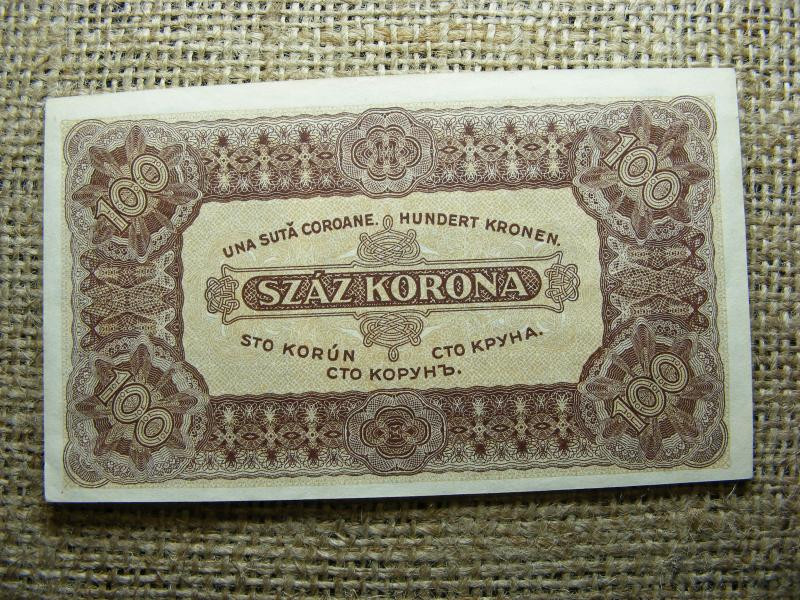 100
100
UNA SUTĂ COROANE. HUNDERT KRONEN.
SZÁZ KORONA
STO KORÚN СТО КРУНА.
СТО КОРУНЪ.
100
100